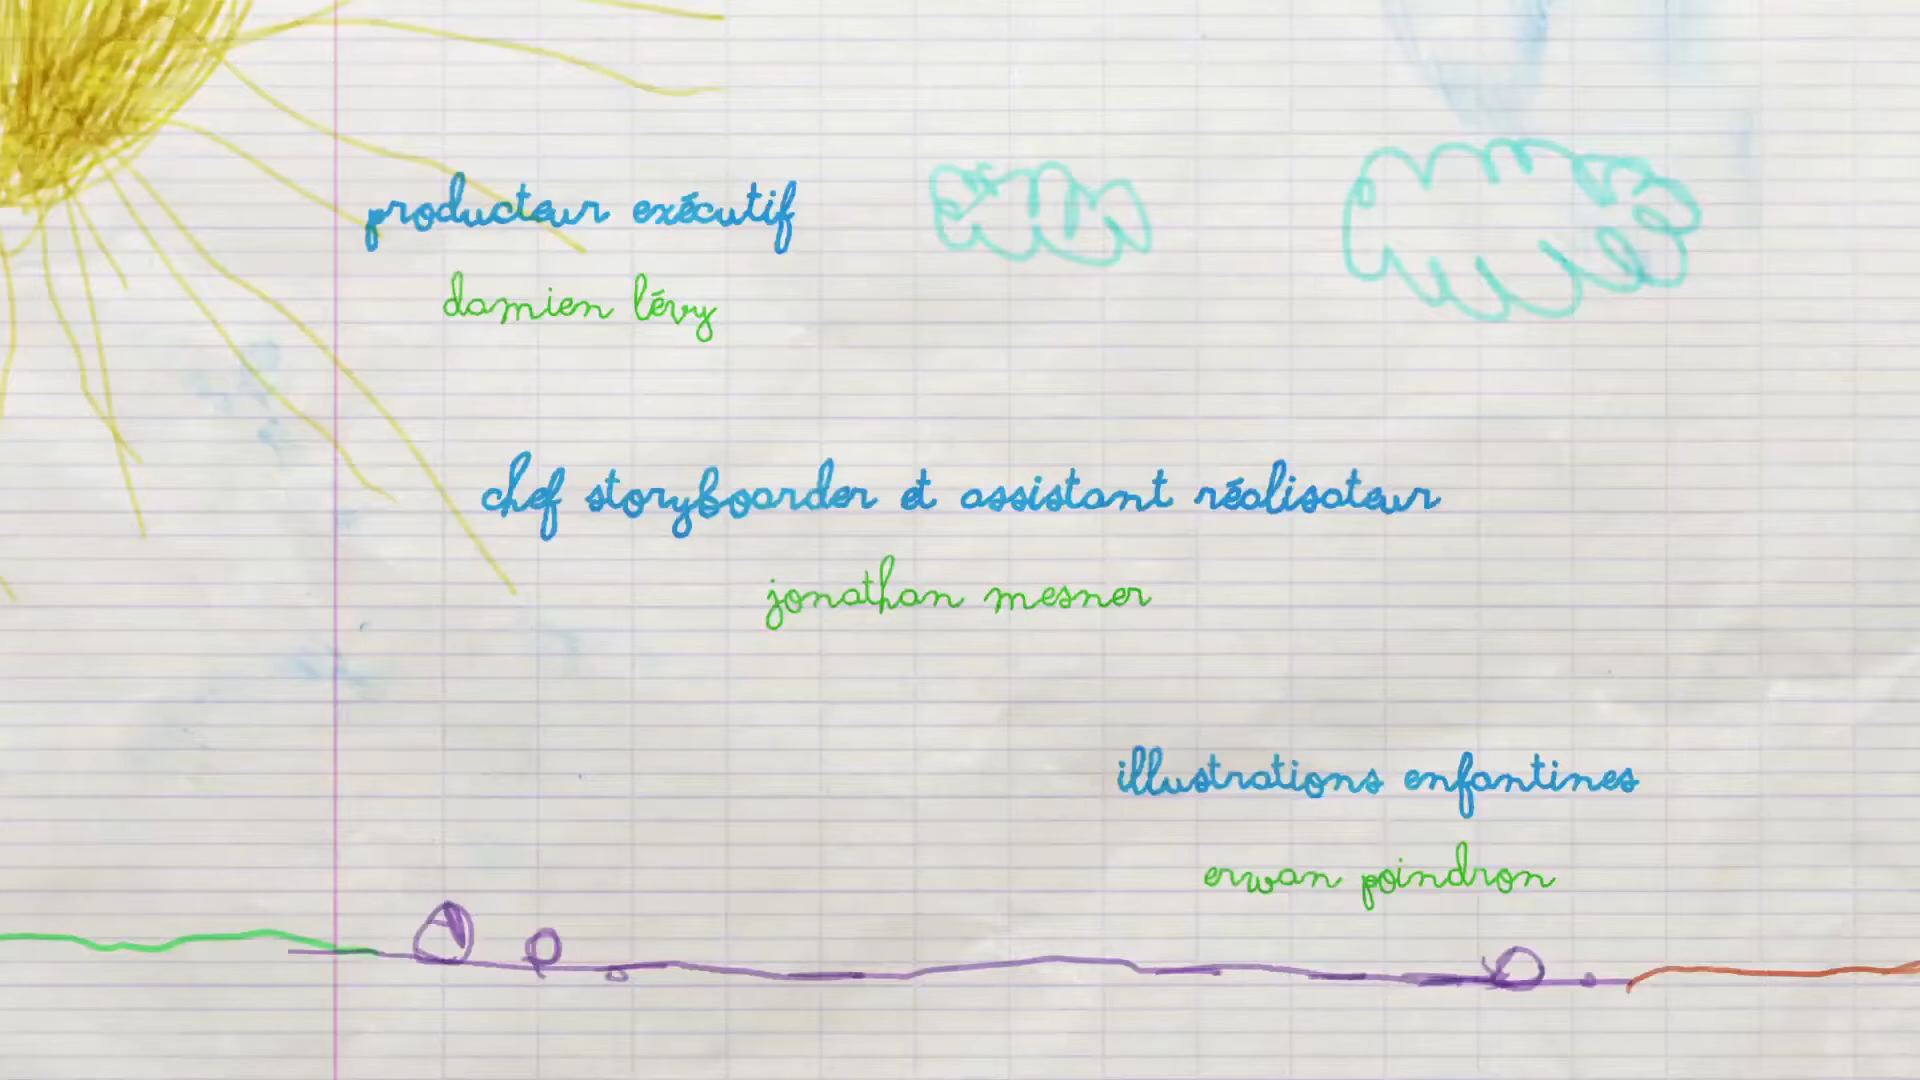 producteur exécutif
damien lévy
chef storyboarder et assistant réalisateur
jonathan mesner
illustrations enfantines
erwan poindron